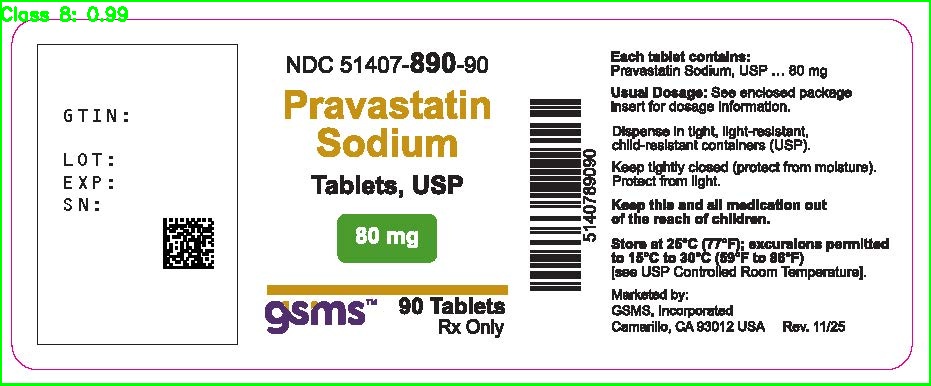 Class 8: 0.99
GTIN:
LOT:
EXP:
SN:
NDC 51407-890-90
Pravastatin
Sodium
Tablets, USP
80 mg
gsms™
90 Tablets
Rx Only
5140789090
Each tablet contains:
Pravastatin Sodium, USP ... 80 mg
Usual Dosage: See enclosed package
insert for dosage information.
Dispense in tight, light-resistant,
child-resistant containers (USP).
Keep tightly closed (protect from moisture).
Protect from light.
Keep this and all medication out
of the reach of children.
Store at 25°C (77°F); excursions permitted
to 15°C to 30°C (59°F to 86°F)
[see USP Controlled Room Temperature].
Marketed by:
GSMS, Incorporated
Camarillo, CA 93012 USA Rev. 11/25